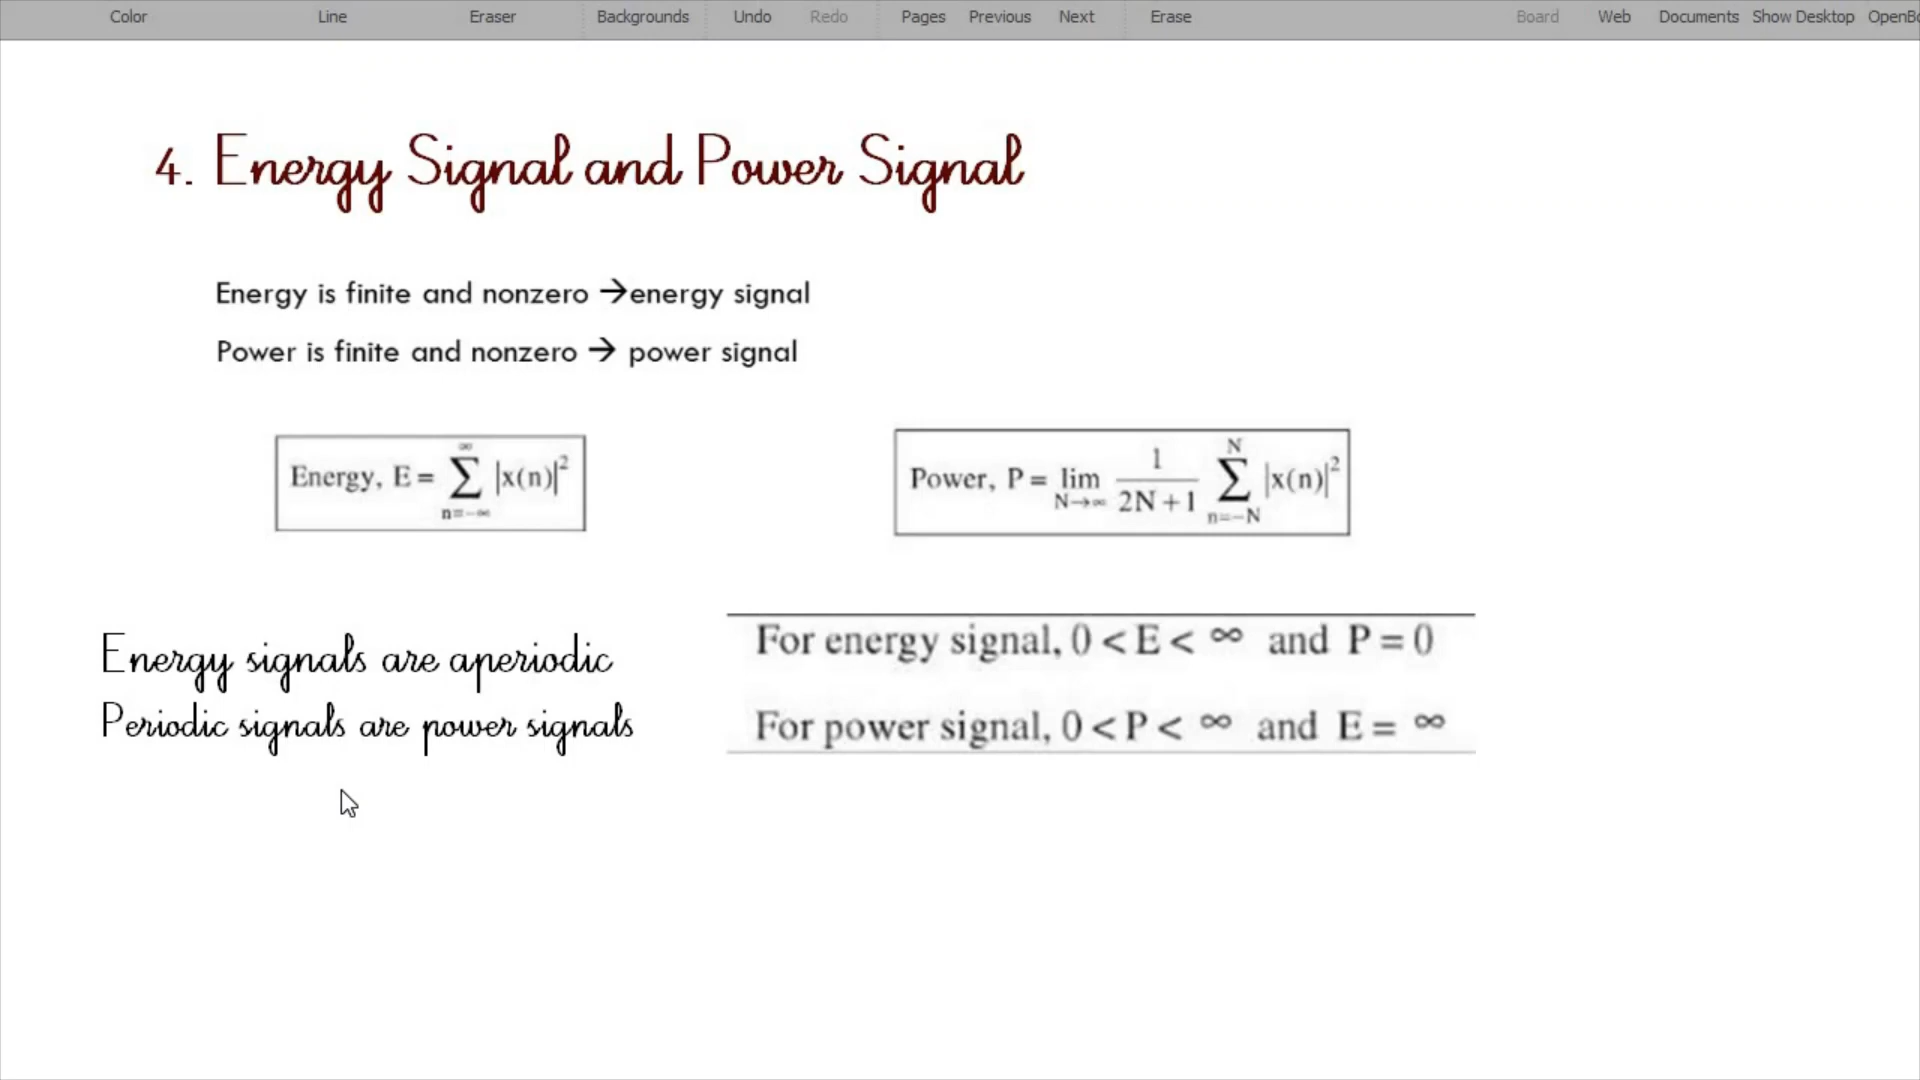 Color Line Eraser Backgrounds Undo Redo Pages Previous Next Erase Board Web Documents Show Desktop OpenBo
4. Energy Signal and Power Signal
Energy is finite and nonzero →energy signal
Power is finite and nonzero → power signal
Energy, E = ∑_{n=-∞}^{∞} |x(n)|²
Power, P = lim_{N→∞} 1/(2N+1) ∑_{n=-N}^{N} |x(n)|²
Energy signals are aperiodic
Periodic signals are power signals
For energy signal, 0 < E < ∞ and P = 0
For power signal, 0 < P < ∞ and E = ∞